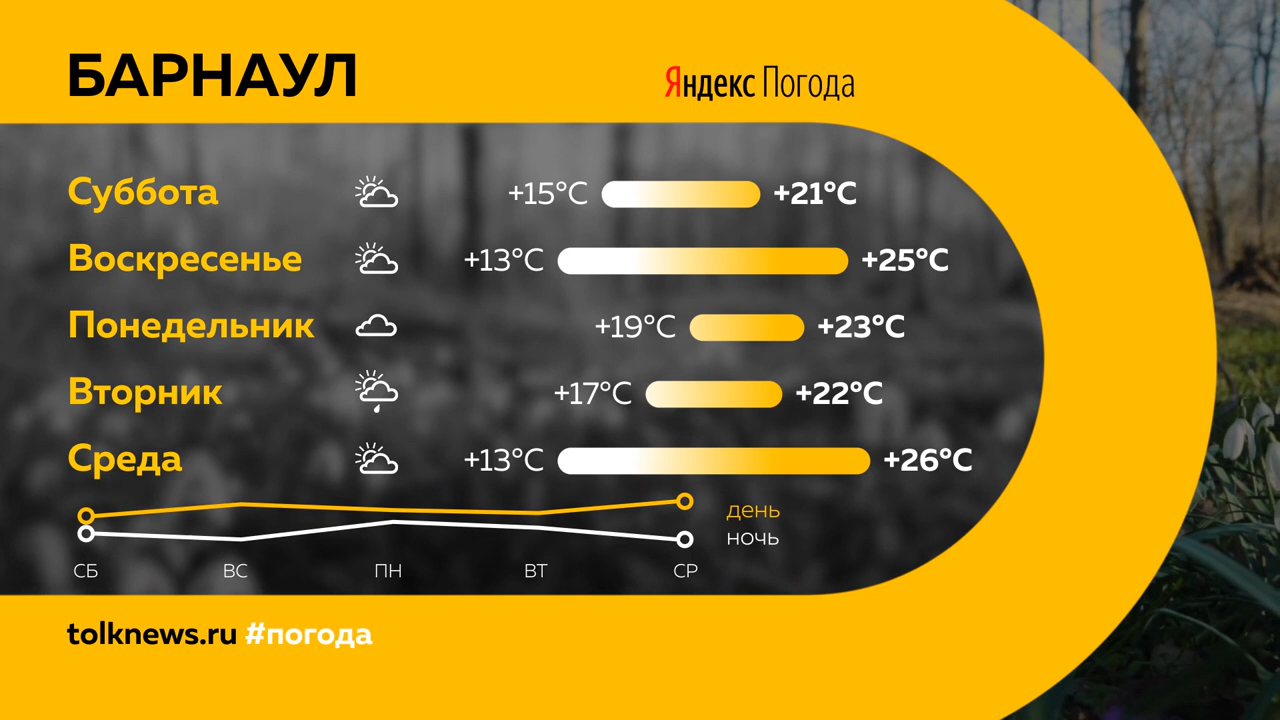 БАРНАУЛ
Яндекс Погода
Суббота +15°C +21°C
Воскресенье +13°C +25°C
Понедельник +19°C +23°C
Вторник +17°C +22°C
Среда +13°C +26°C
день
ночь
СБ ВС ПН ВТ СР
tolknews.ru #погода